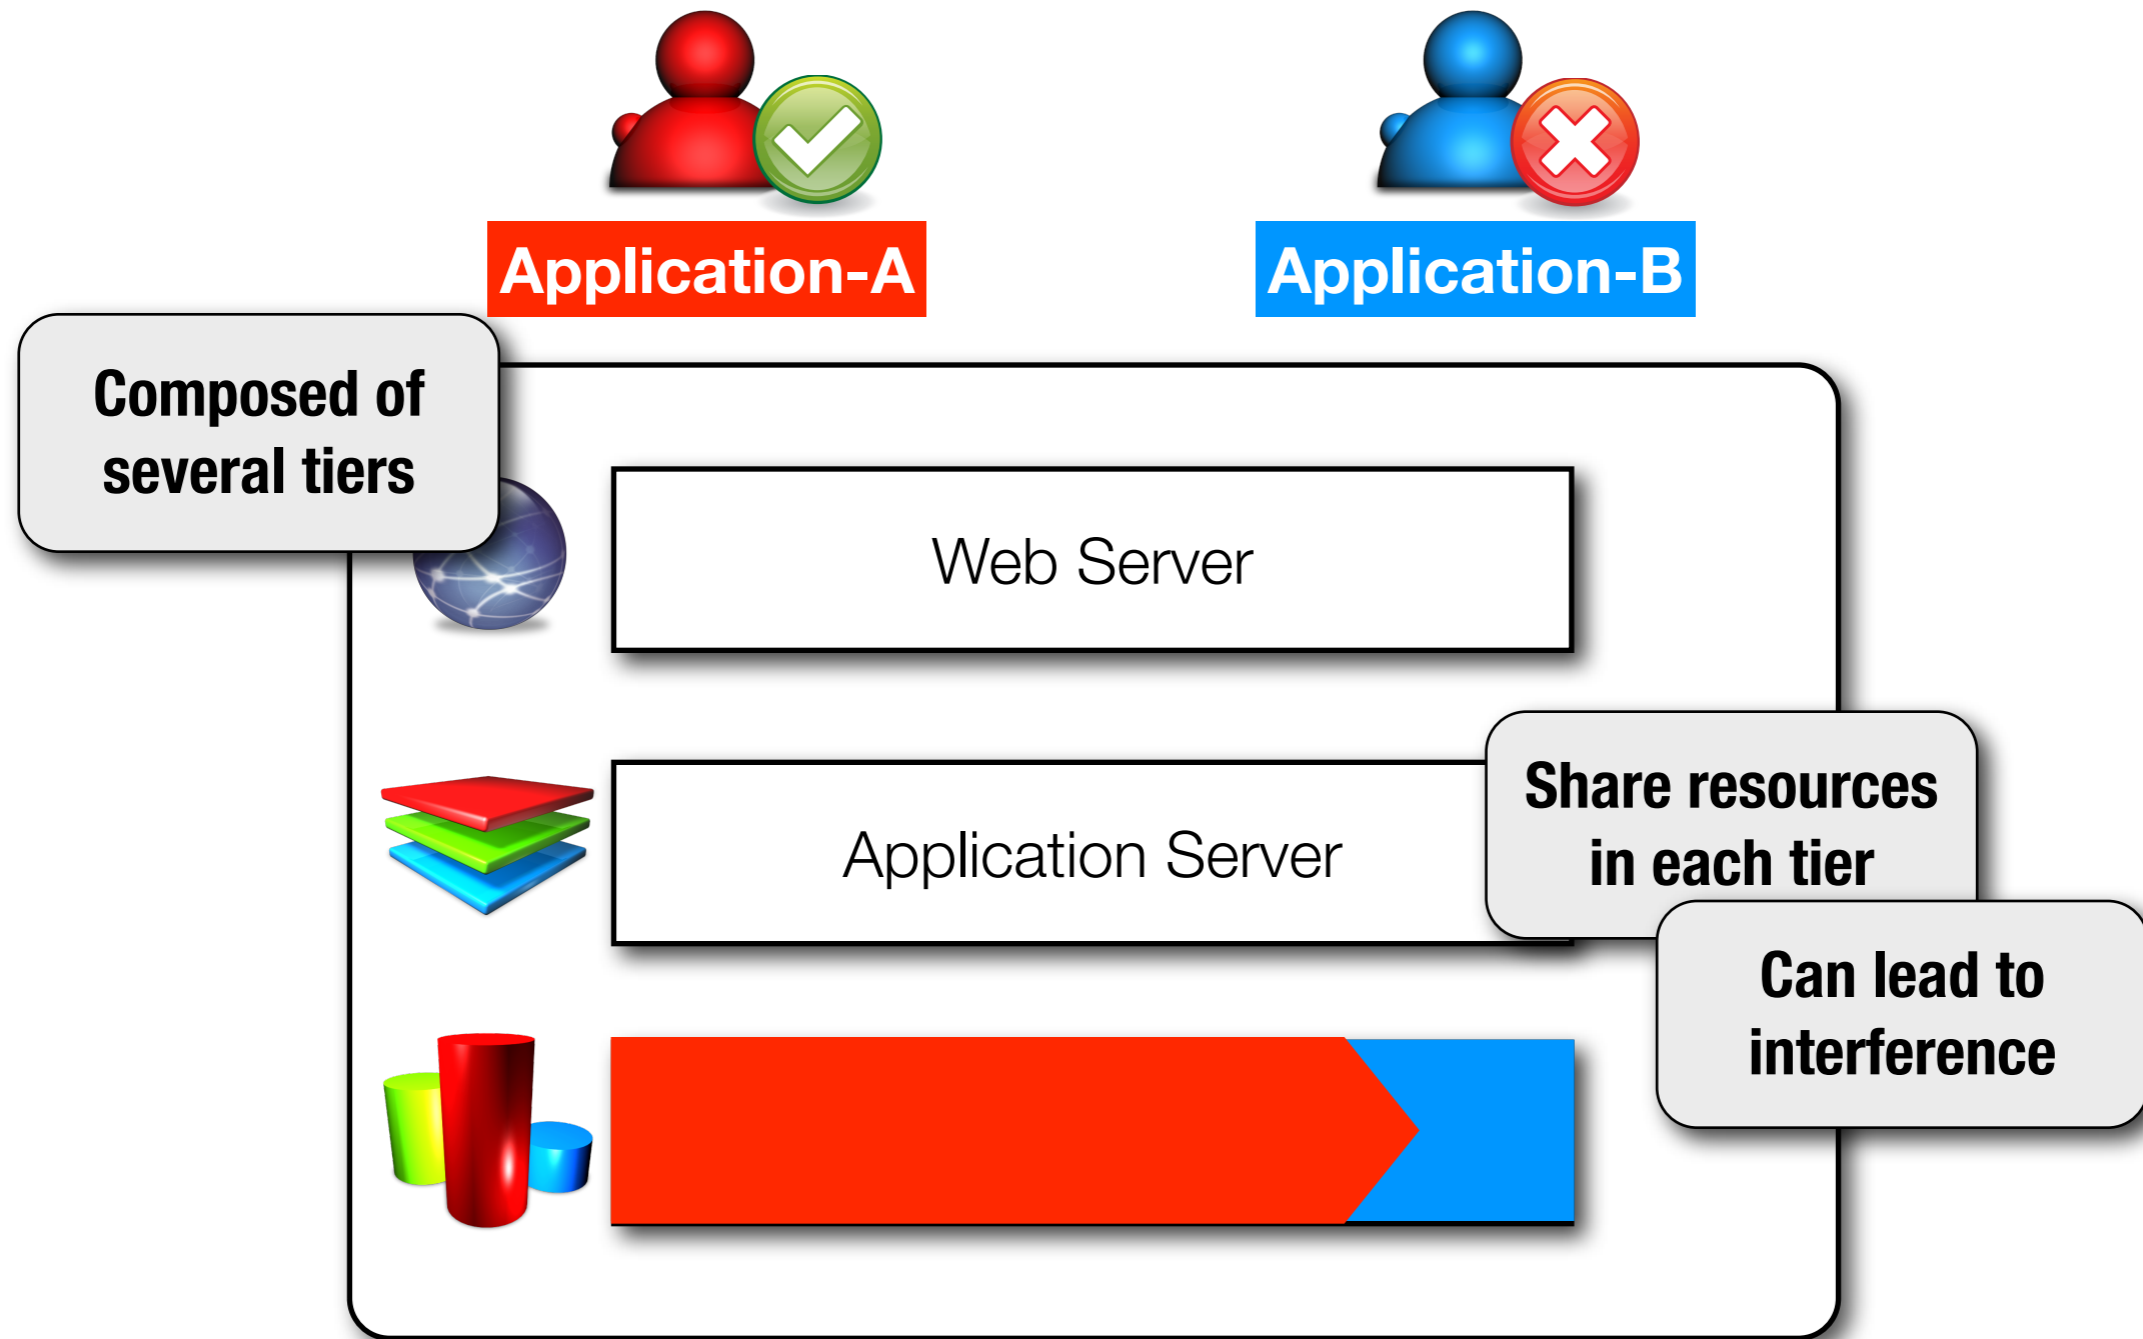 Application-A
Application-B
Composed of
several tiers
Web Server
Application Server
Share resources
in each tier
Can lead to
interference